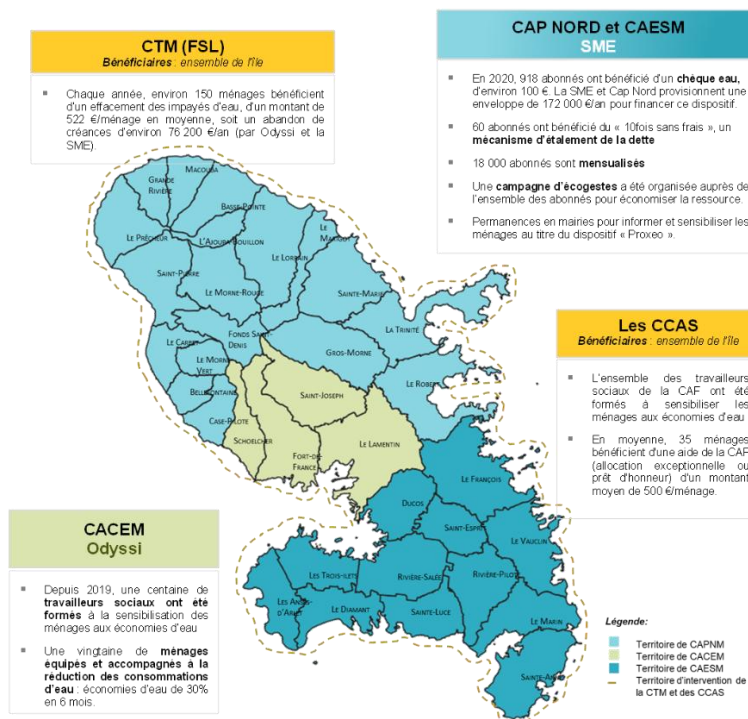 CTM (FSL)
Bénéficiaires : ensemble de l'île
Chaque année, environ 150 ménages bénéficient
d'un effacement des impayés d'eau, d'un montant de
522 €/ménage en moyenne, soit un abandon de
créances d'environ 76 200 €/an (par Odyssi et la
SME).
CAP NORD et CAESM
SME
En 2020, 918 abonnés ont bénéficié d'un chèque eau,
d'environ 100 €. La SME et Cap Nord provisionnent une
enveloppe de 172 000 €/an pour financer ce dispositif.
60 abonnés ont bénéficié du « 10fois sans frais », un
mécanisme d'étalement de la dette
18 000 abonnés sont mensualisés
Une campagne d'écogestes a été organisée auprès de
l'ensemble des abonnés pour économiser la ressource.
Permanences en mairies pour informer et sensibiliser les
ménages au titre du dispositif « Proxeo ».
Macouba
Grande
Rivière
Basse-Pointe
Le Prêcheur
L'Ajoupa-Bouillon
Le
Marigot
Le Lorrain
Saint-Pierre
Le Morne-Rouge
Sainte-Marie
La Trinité
Fonds Saint-
Denis
Le Carbet
Gros-Morne
Le Morne
Vert
Bellefontaine
Saint-Joseph
Le Robert
Case-Pilote
Schoelcher
Fort-de-
France
Le Lamentin
Le François
Ducos
Saint-Esprit
Le Vauclin
Les Trois-Ilets
Rivière-Salée
Rivière-Pilote
Les Anses-
d'Arlet
Le Diamant
Sainte-Luce
Le Marin
Sainte-Anne
Les CCAS
Bénéficiaires : ensemble de l'île
L'ensemble des travailleurs
sociaux de la CAF ont été
formés à sensibiliser les
ménages aux économies d'eau
En moyenne, 35 ménages
bénéficient d'une aide de la CAF
(allocation exceptionnelle ou
prêt d'honneur) d'un montant
moyen de 500 €/ménage.
CACEM
Odyssi
Depuis 2019, une centaine de
travailleurs sociaux ont été
formés à la sensibilisation des
ménages aux économies d'eau
Une vingtaine de ménages
équipés et accompagnés à la
réduction des consommations
d'eau : économies d'eau de 30%
en 6 mois.
Légende:
Territoire de CAPNM
Territoire de CACEM
Territoire de CAESM
Territoire d'intervention de
la CTM et des CCAS